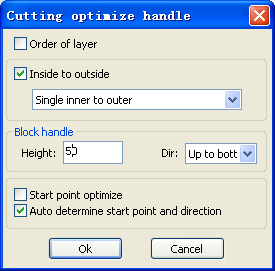 Cutting optimize handle
Order of layer
Inside to outside
Single inner to outer
Block handle
Height: 5 Dir: Up to bott
Start point optimize
Auto determine start point and direction
Ok Cancel